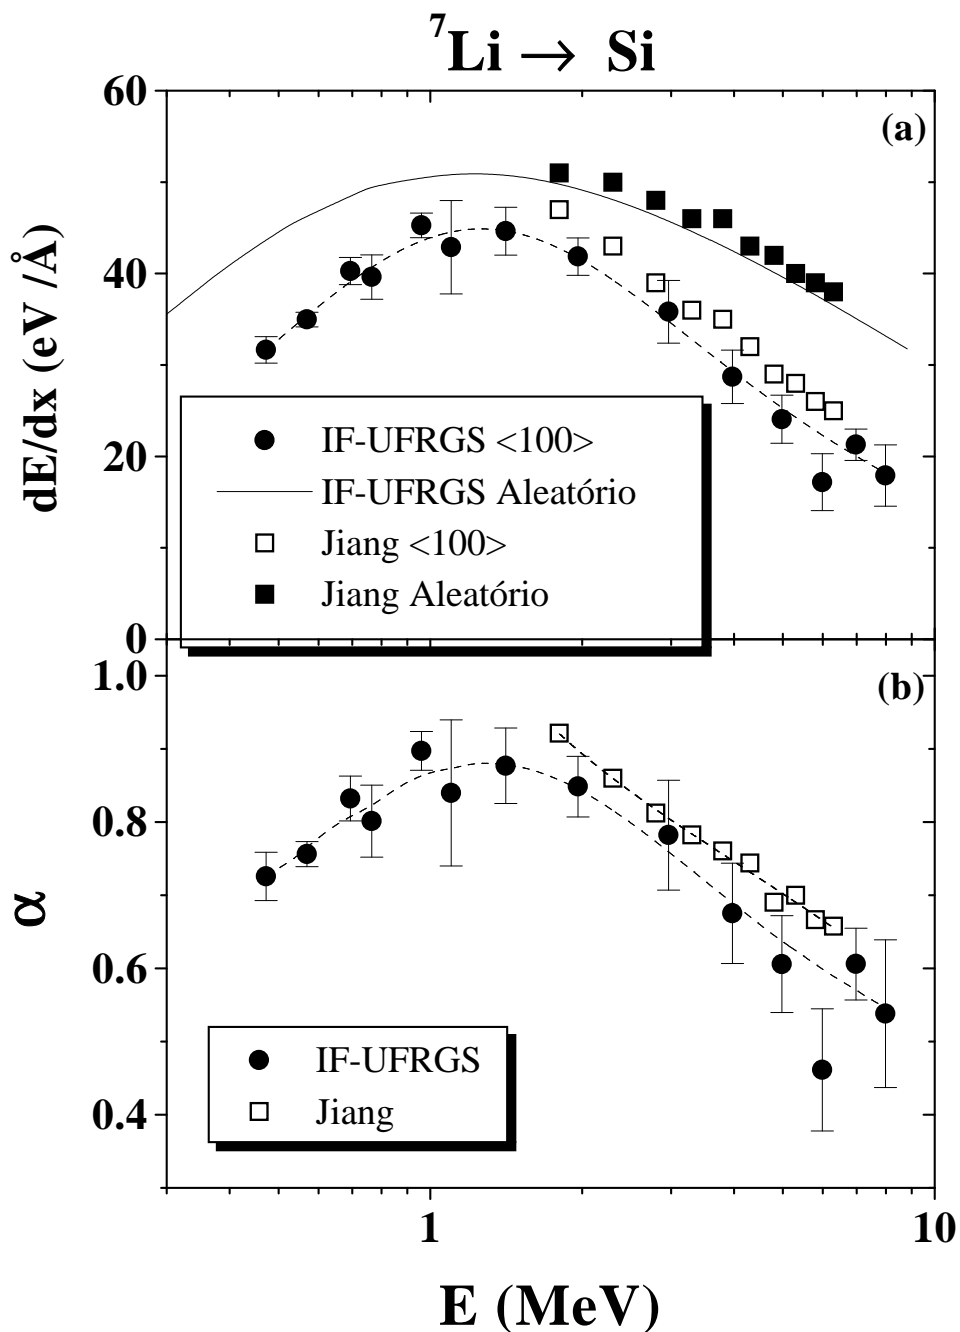 ⁷Li → Si
60
(a)
40
dE/dx (eV /Å)
20
IF-UFRGS <100>
IF-UFRGS Aleatório
Jiang <100>
Jiang Aleatório
0
1.0
(b)
0.8
α
0.6
IF-UFRGS
Jiang
0.4
1 10
E (MeV)